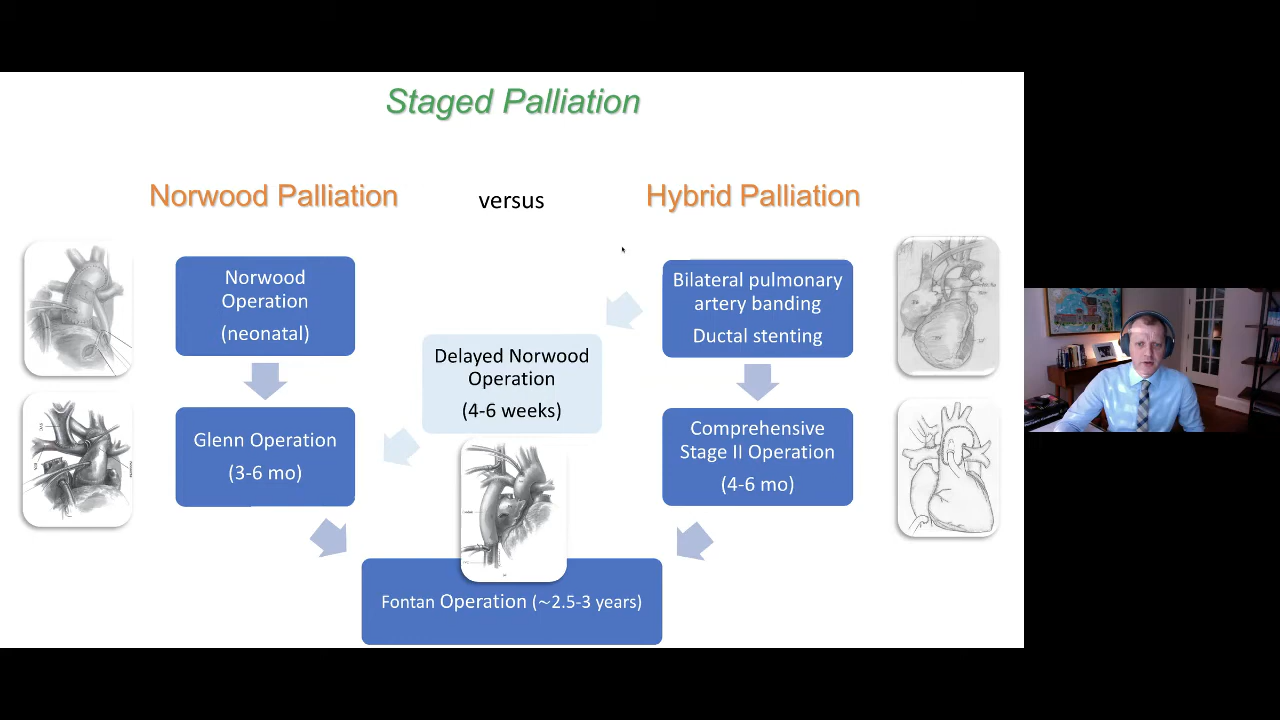 Staged Palliation
Norwood Palliation
versus
Hybrid Palliation
Norwood
Operation
(neonatal)
Bilateral pulmonary
artery banding
Ductal stenting
Delayed Norwood
Operation
(4-6 weeks)
Glenn Operation
(3-6 mo)
Comprehensive
Stage II Operation
(4-6 mo)
Fontan Operation (~2.5-3 years)